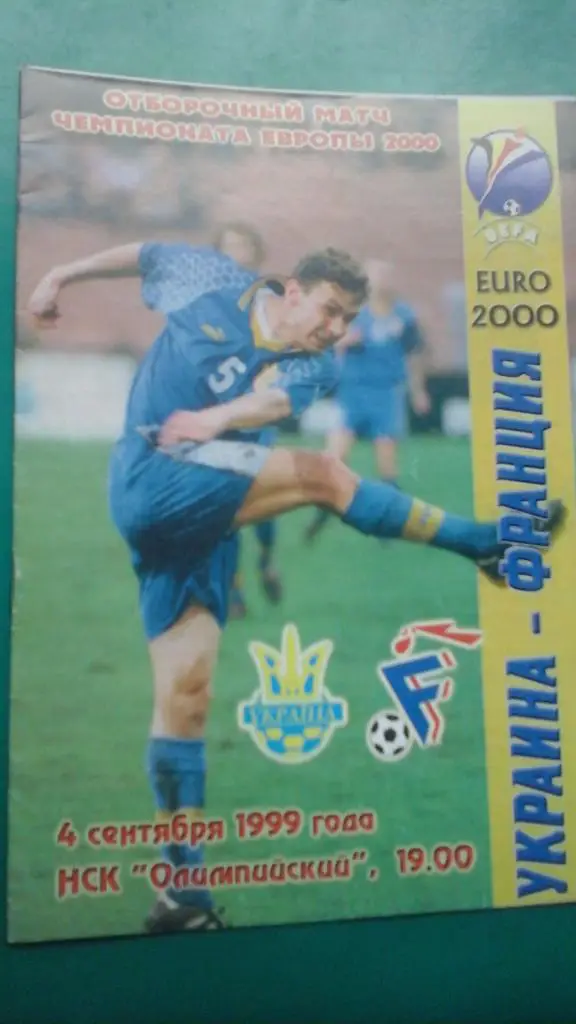 ОТБОРОЧНЫЙ МАТЧ
ЧЕМПИОНАТА ЕВРОПЫ 2000
UEFA
EURO
2000
УКРАИНА - ФРАНЦИЯ
5
УКРАЇНА
F
4 сентября 1999 года
НСК "Олимпийский", 19.00